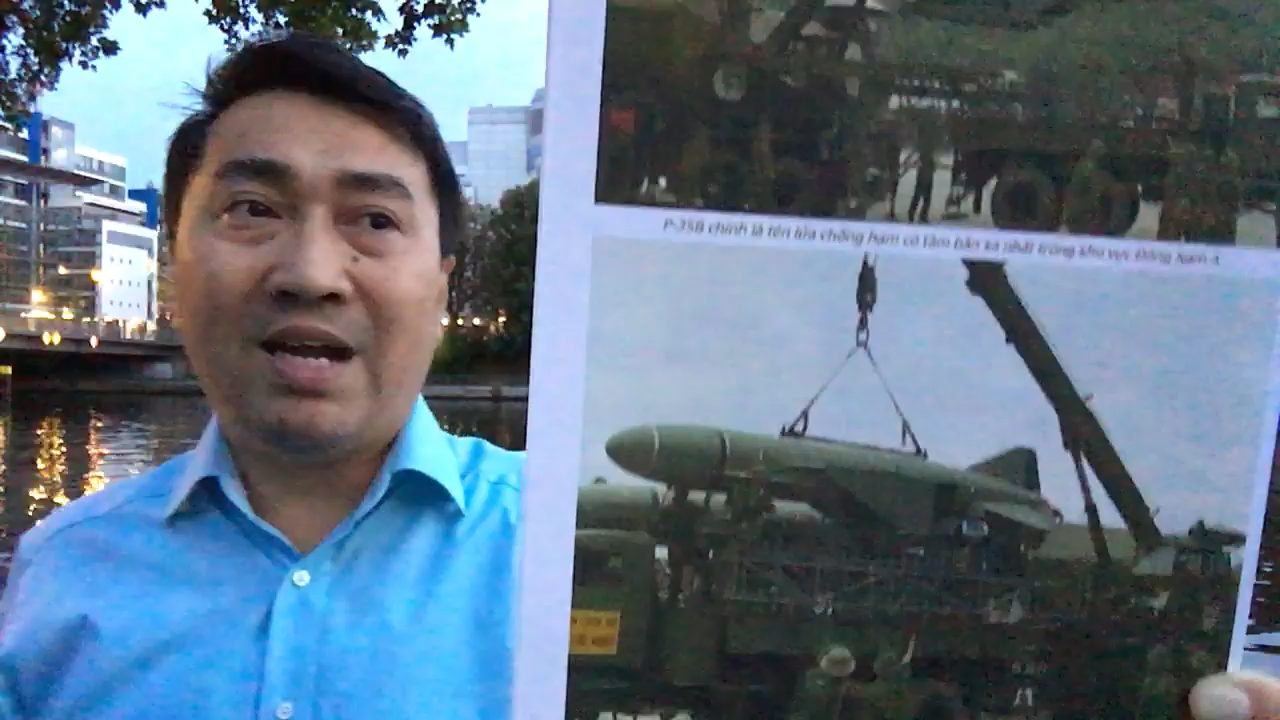 P-35B chính là tên lửa chống hạm có tầm bắn xa nhất trong khu vực Đông Nam Á